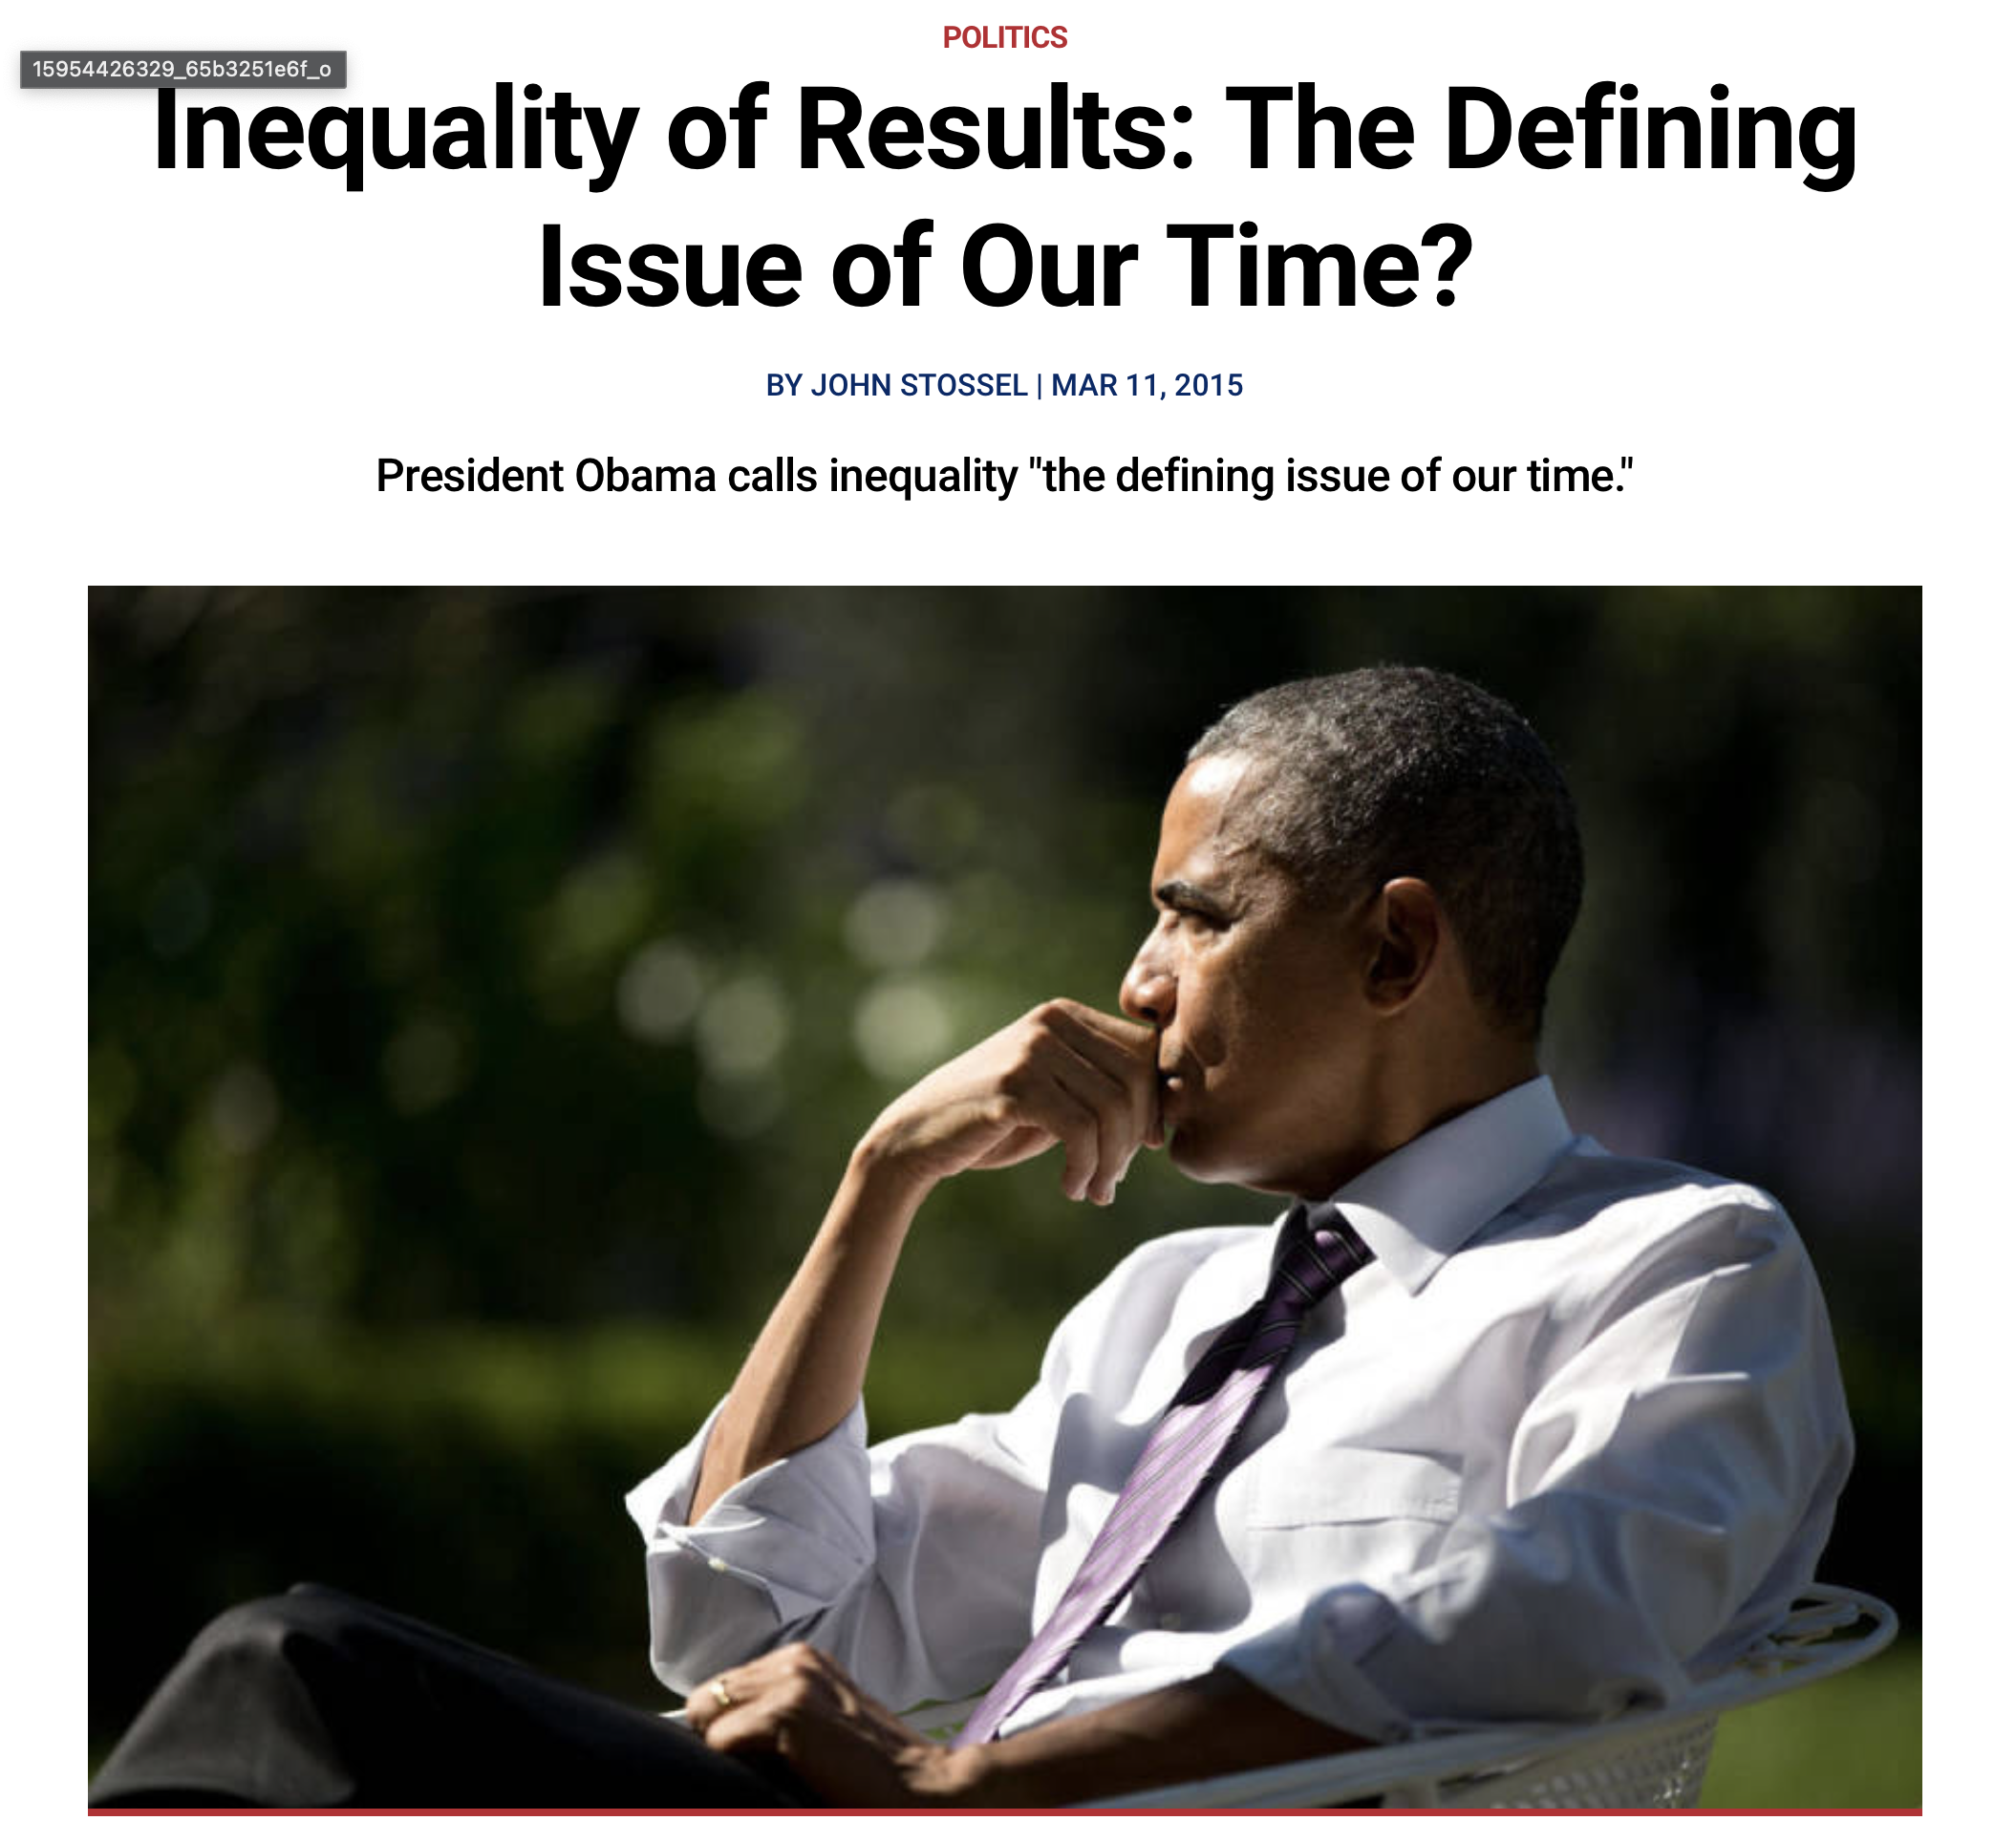 POLITICS
15954426329_65b3251e6f_o
Inequality of Results: The Defining
Issue of Our Time?
BY JOHN STOSSEL | MAR 11, 2015
President Obama calls inequality "the defining issue of our time."